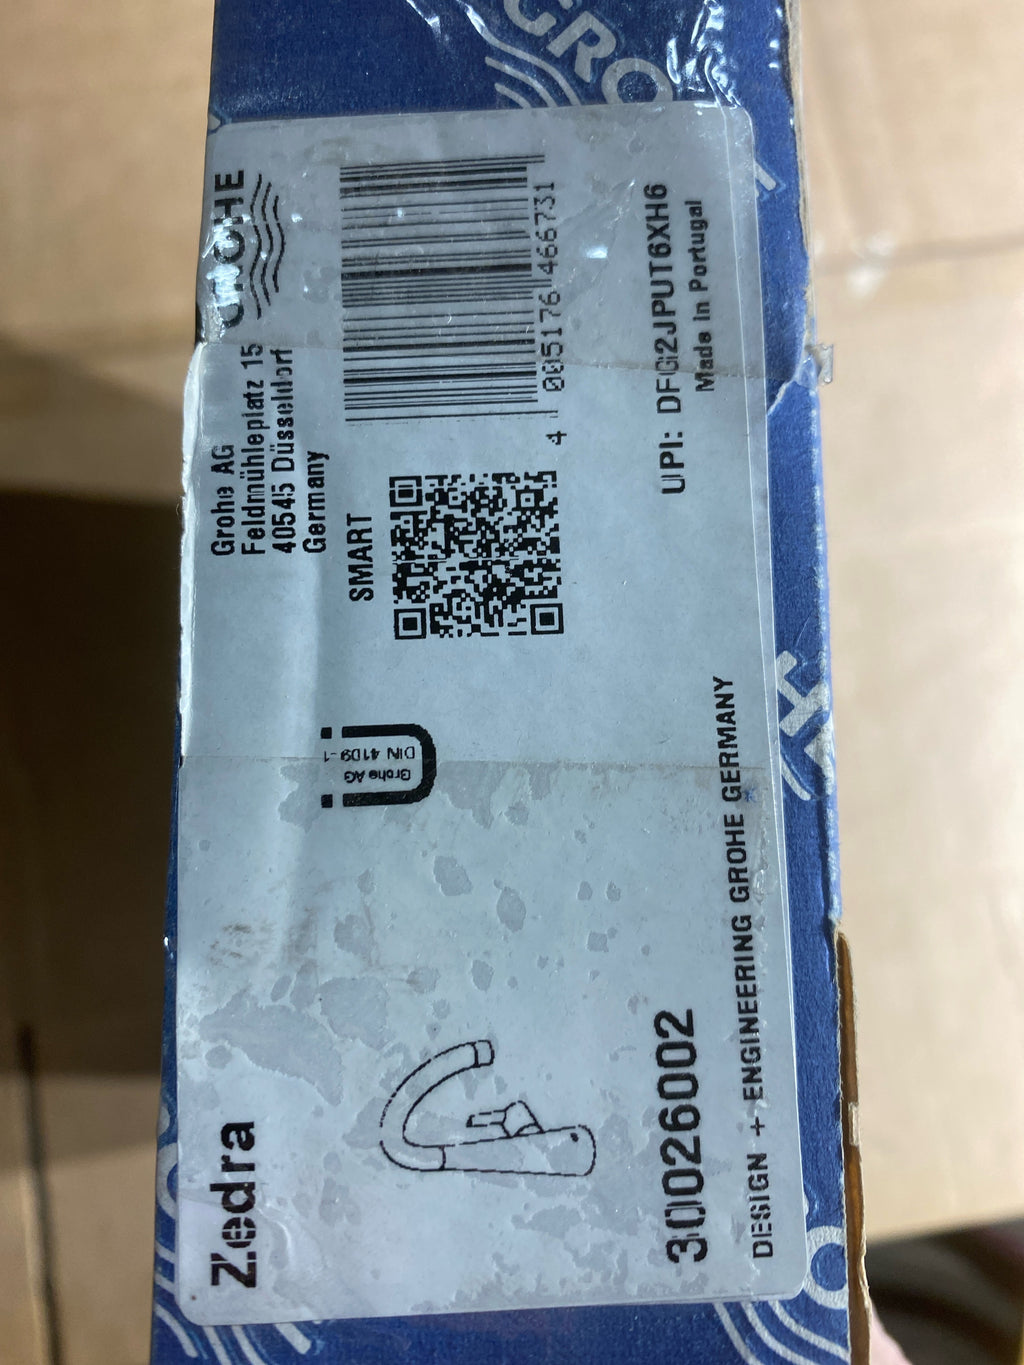 GROHE
Grohe AG
Feldmühleplatz 15
40545 Düsseldorf
Germany
SMART
4 005176 466731
UPI: DFG2JPUT6XH6
Made in Portugal
Grohe AG
DIN 4109-1
Zedra
30026002
DESIGN + ENGINEERING GROHE GERMANY